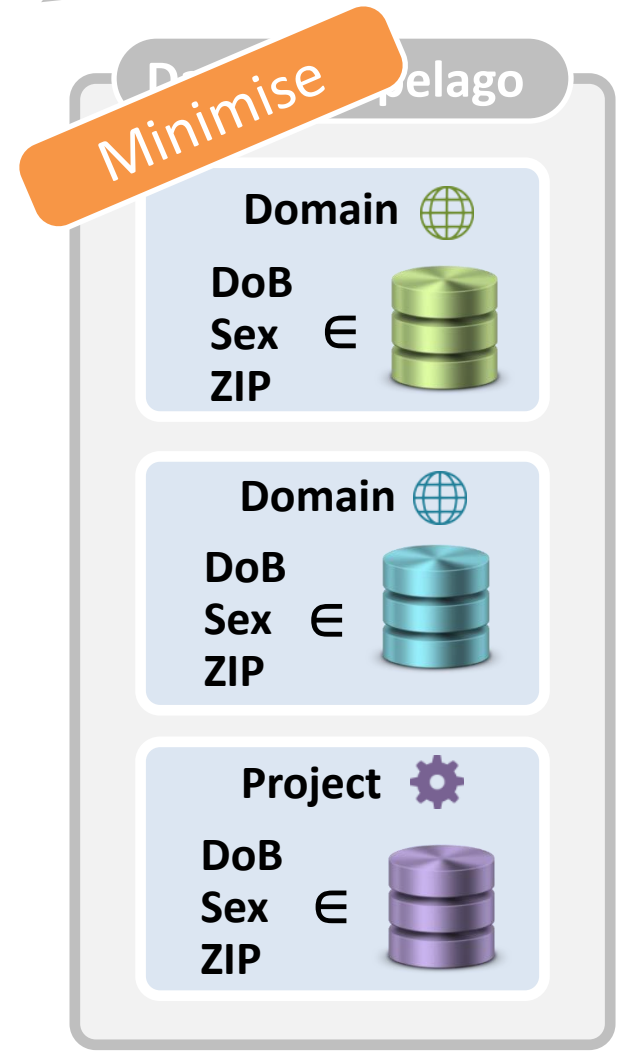 Minimise
pelago
Domain
DoB
Sex ∈
ZIP
Domain
DoB
Sex ∈
ZIP
Project
DoB
Sex ∈
ZIP